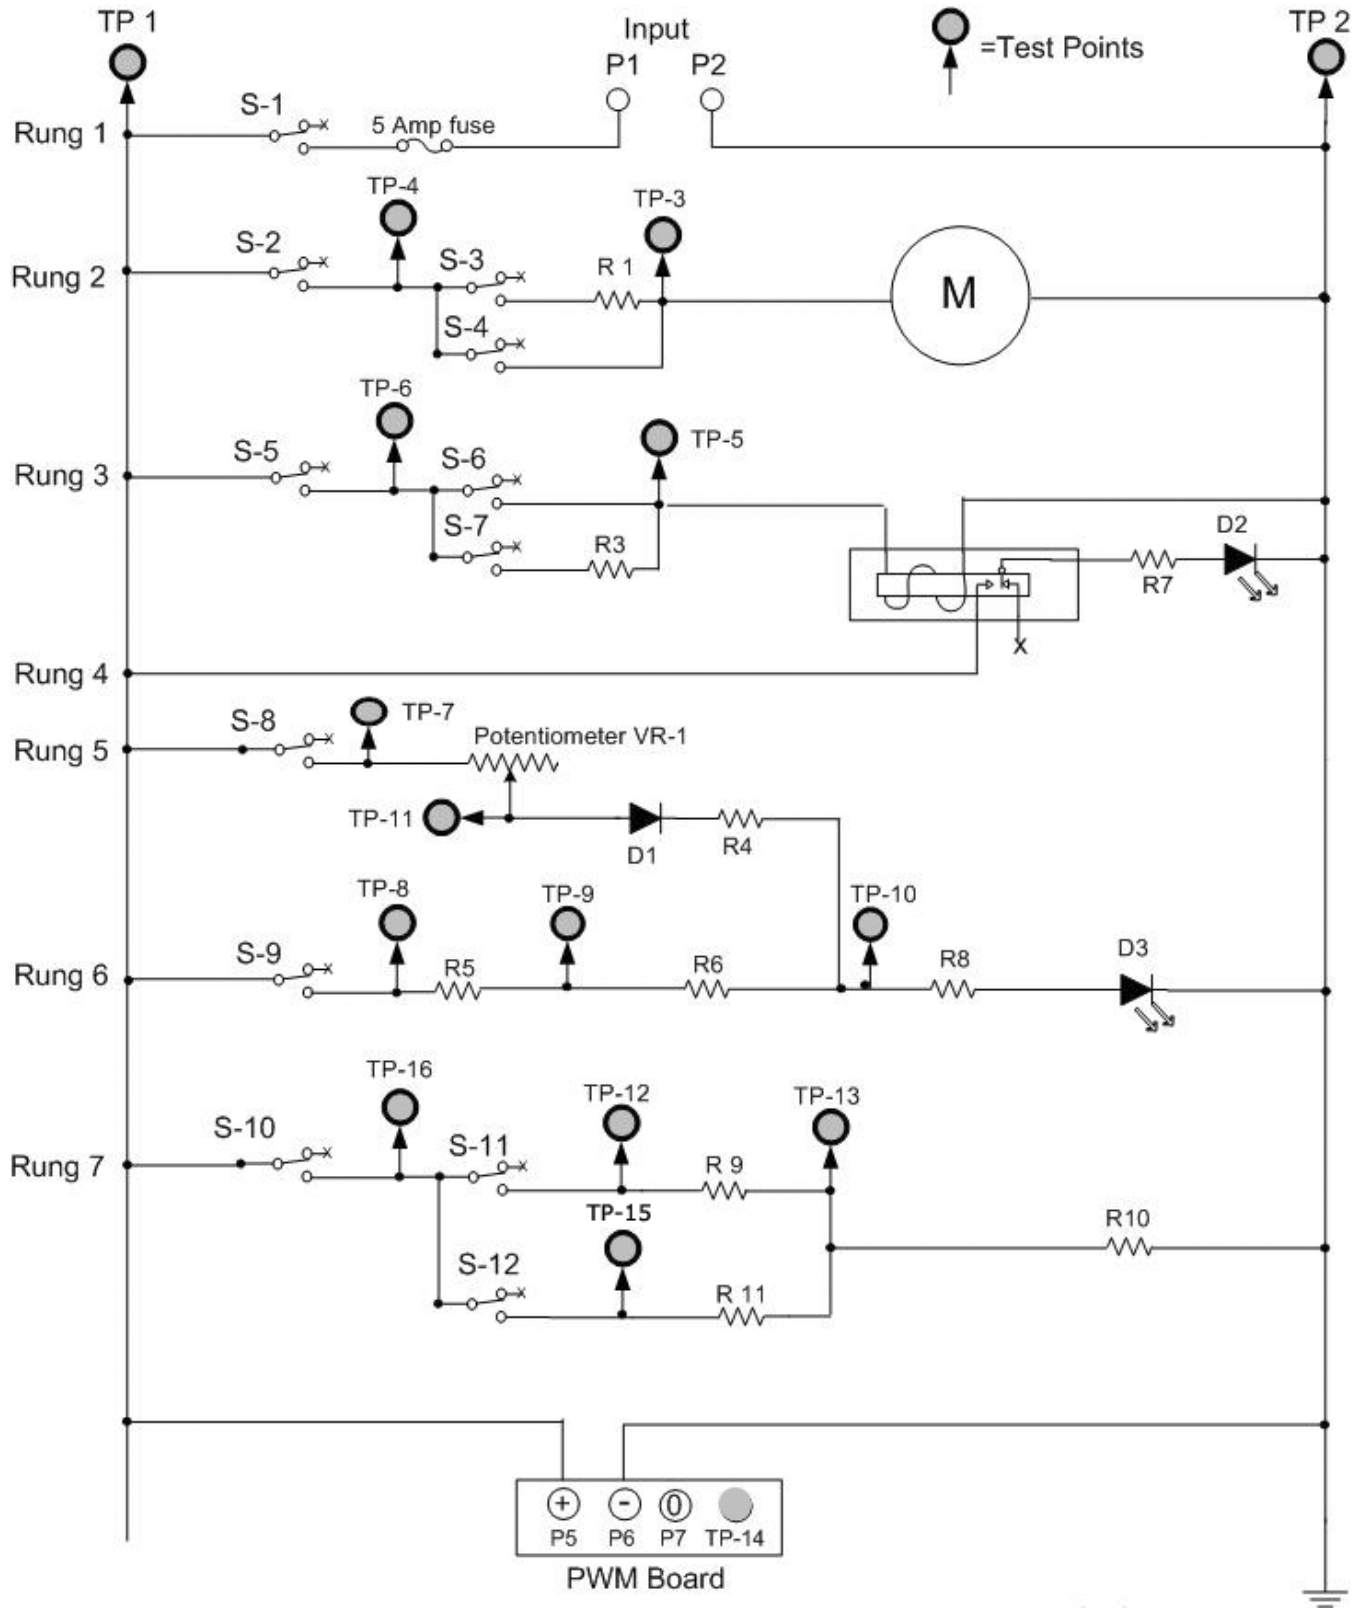 TP 1
Input
P1 P2
=Test Points
TP 2
Rung 1
S-1
5 Amp fuse
TP-4
TP-3
Rung 2
S-2
S-3
R 1
M
S-4
TP-6
TP-5
Rung 3
S-5
S-6
S-7
R3
D2
R7
X
Rung 4
TP-7
Rung 5
S-8
Potentiometer VR-1
TP-11
D1
R4
TP-8
TP-9
TP-10
Rung 6
S-9
R5
R6
R8
D3
TP-16
TP-12
TP-13
Rung 7
S-10
S-11
R 9
TP-15
R10
S-12
R 11
+ - 0
P5 P6 P7 TP-14
PWM Board